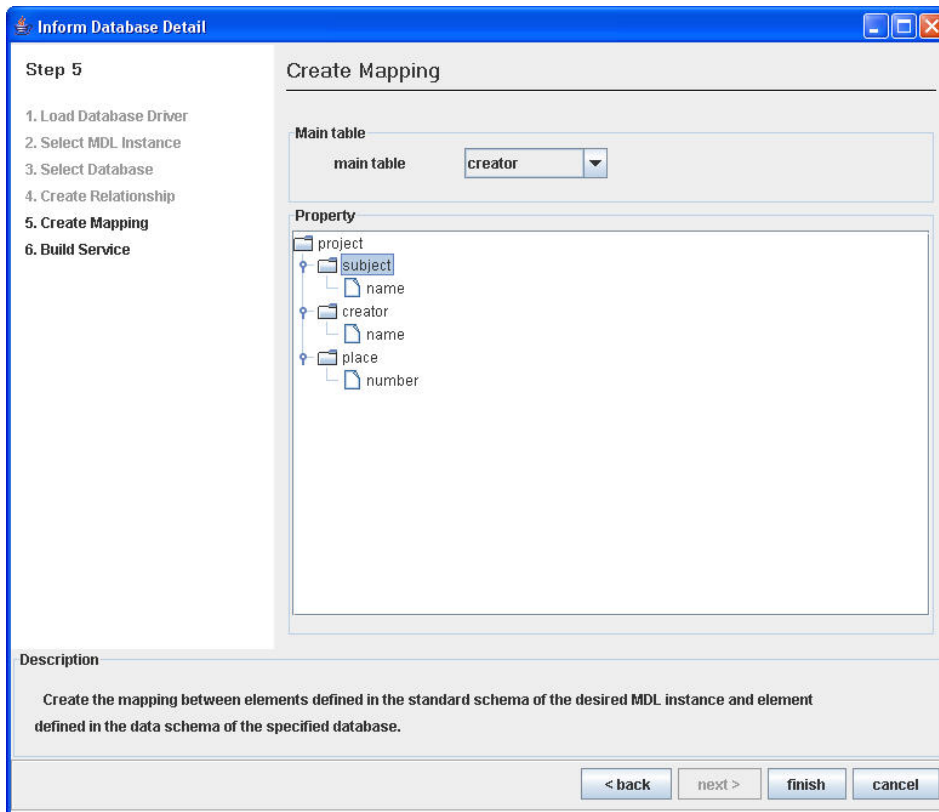 Inform Database Detail
Step 5
1. Load Database Driver
2. Select MDL Instance
3. Select Database
4. Create Relationship
5. Create Mapping
6. Build Service
Create Mapping
Main table
main table creator
Property
project
subject
name
creator
name
place
number
Description
Create the mapping between elements defined in the standard schema of the desired MDL instance and element
defined in the data schema of the specified database.
< back next > finish cancel